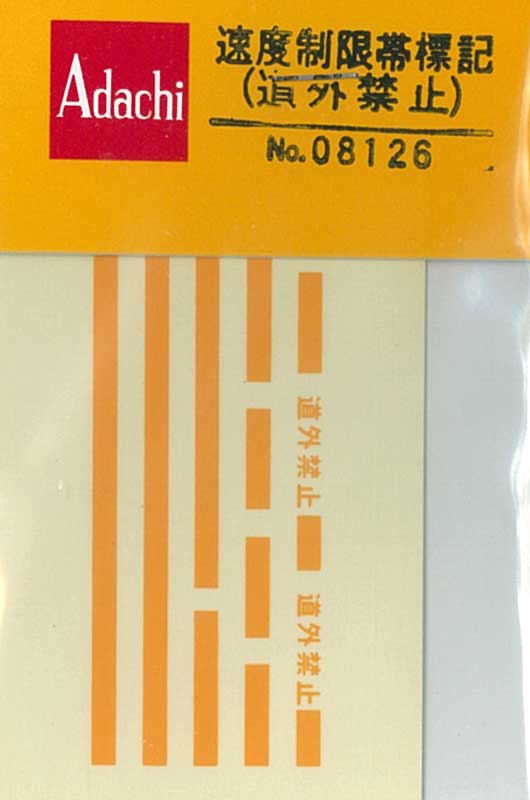 Adachi
速度制限帯標記
(道外禁止)
No.08126
道外禁止
道外禁止